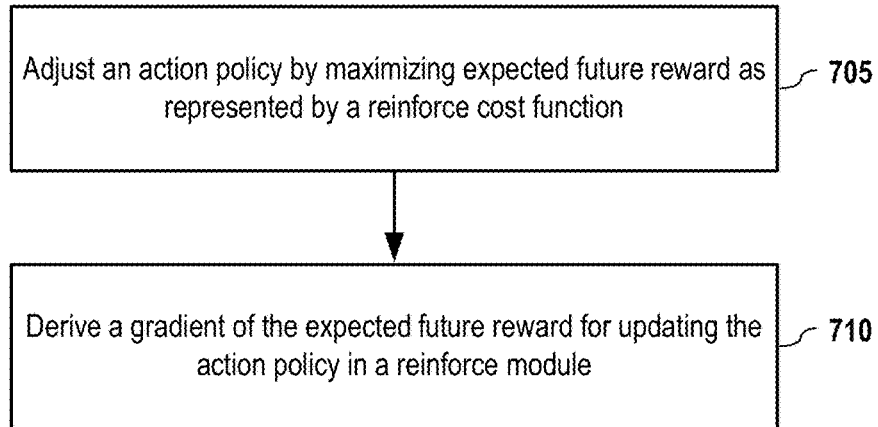 Adjust an action policy by maximizing expected future reward as
represented by a reinforce cost function
705
Derive a gradient of the expected future reward for updating the
action policy in a reinforce module
710